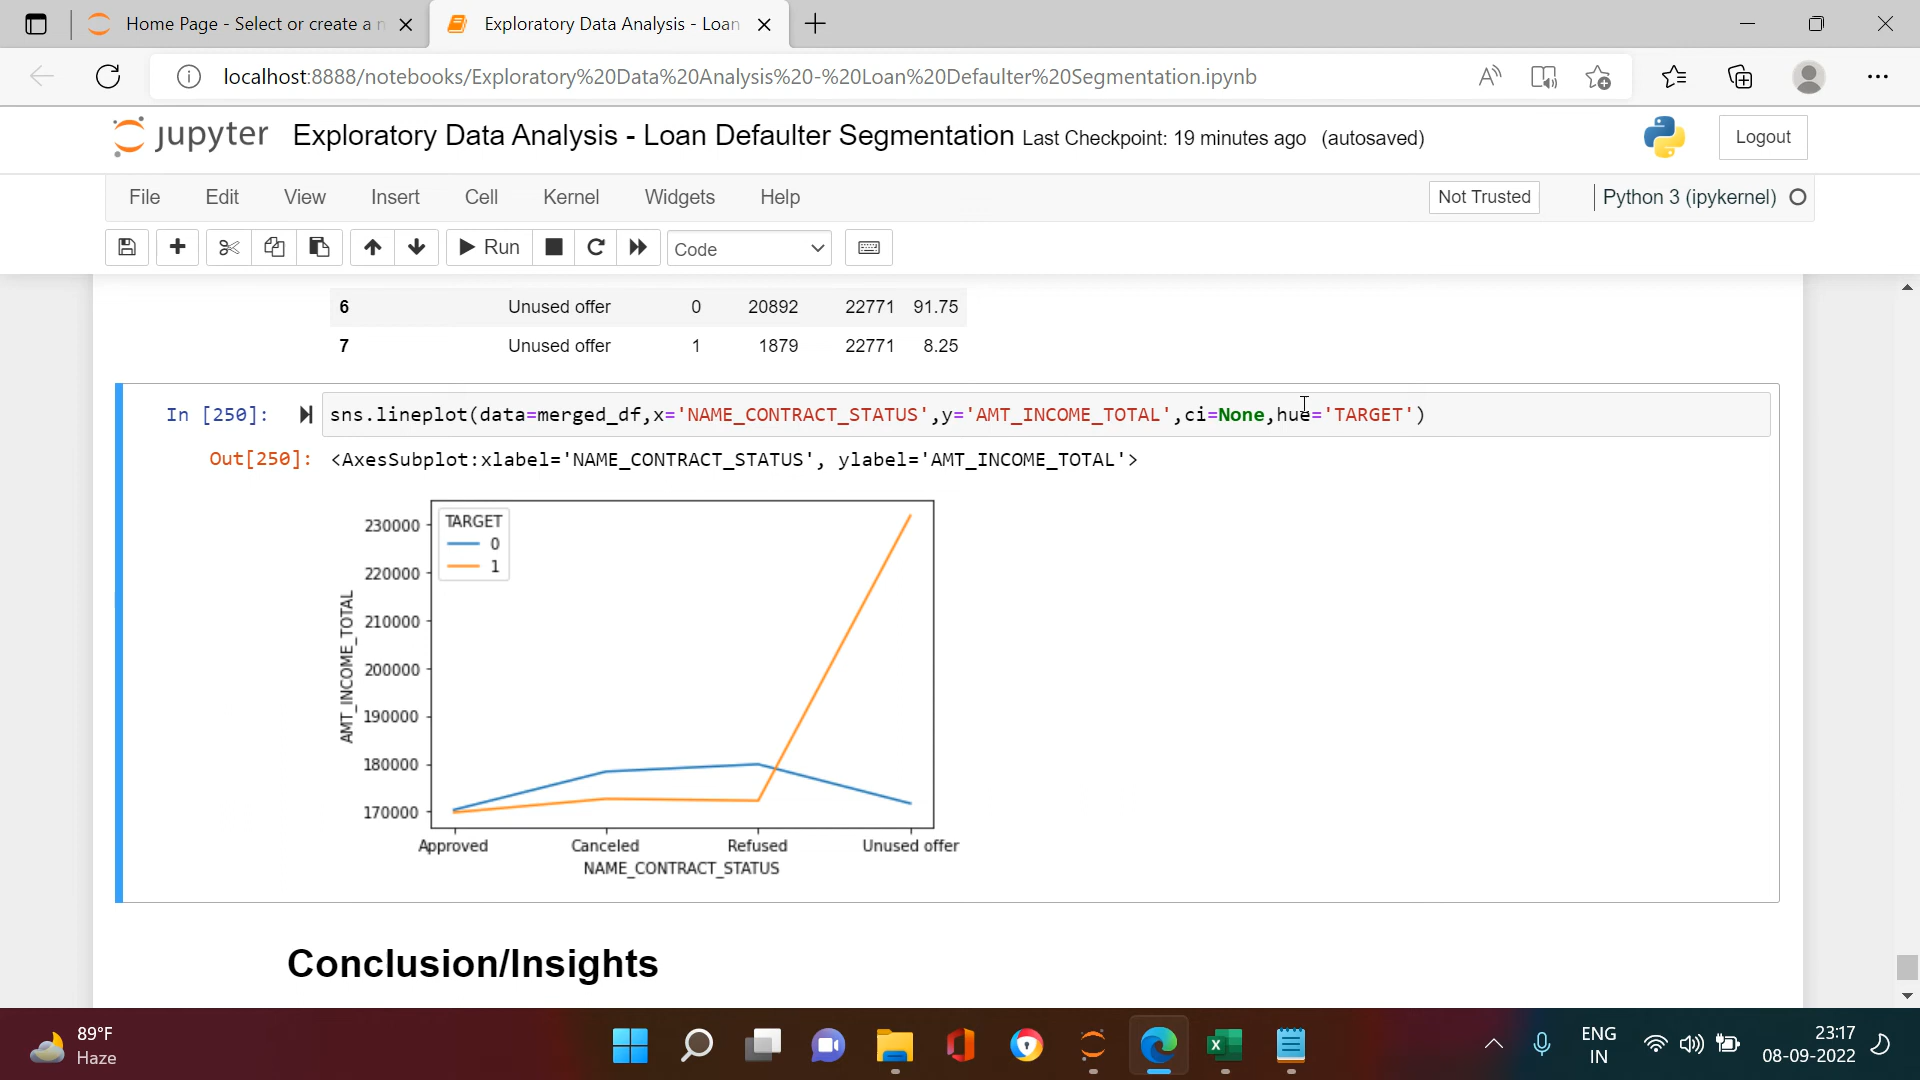 Home Page - Select or create a n
Exploratory Data Analysis - Loan
localhost:8888/notebooks/Exploratory%20Data%20Analysis%20-%20Loan%20Defaulter%20Segmentation.ipynb
jupyter Exploratory Data Analysis - Loan Defaulter Segmentation Last Checkpoint: 19 minutes ago (autosaved)
Logout
File Edit View Insert Cell Kernel Widgets Help
Not Trusted
Python 3 (ipykernel)
Run
Code
6 Unused offer 0 20892 22771 91.75
7 Unused offer 1 1879 22771 8.25
In [250]: sns.lineplot(data=merged_df,x='NAME_CONTRACT_STATUS',y='AMT_INCOME_TOTAL',ci=None,hue='TARGET')
Out[250]: <AxesSubplot:xlabel='NAME_CONTRACT_STATUS', ylabel='AMT_INCOME_TOTAL'>
TARGET
0
1
230000
220000
210000
200000
190000
180000
170000
AMT_INCOME_TOTAL
Approved Canceled Refused Unused offer
NAME_CONTRACT_STATUS
Conclusion/Insights
89°F
Haze
ENG
IN
23:17
08-09-2022